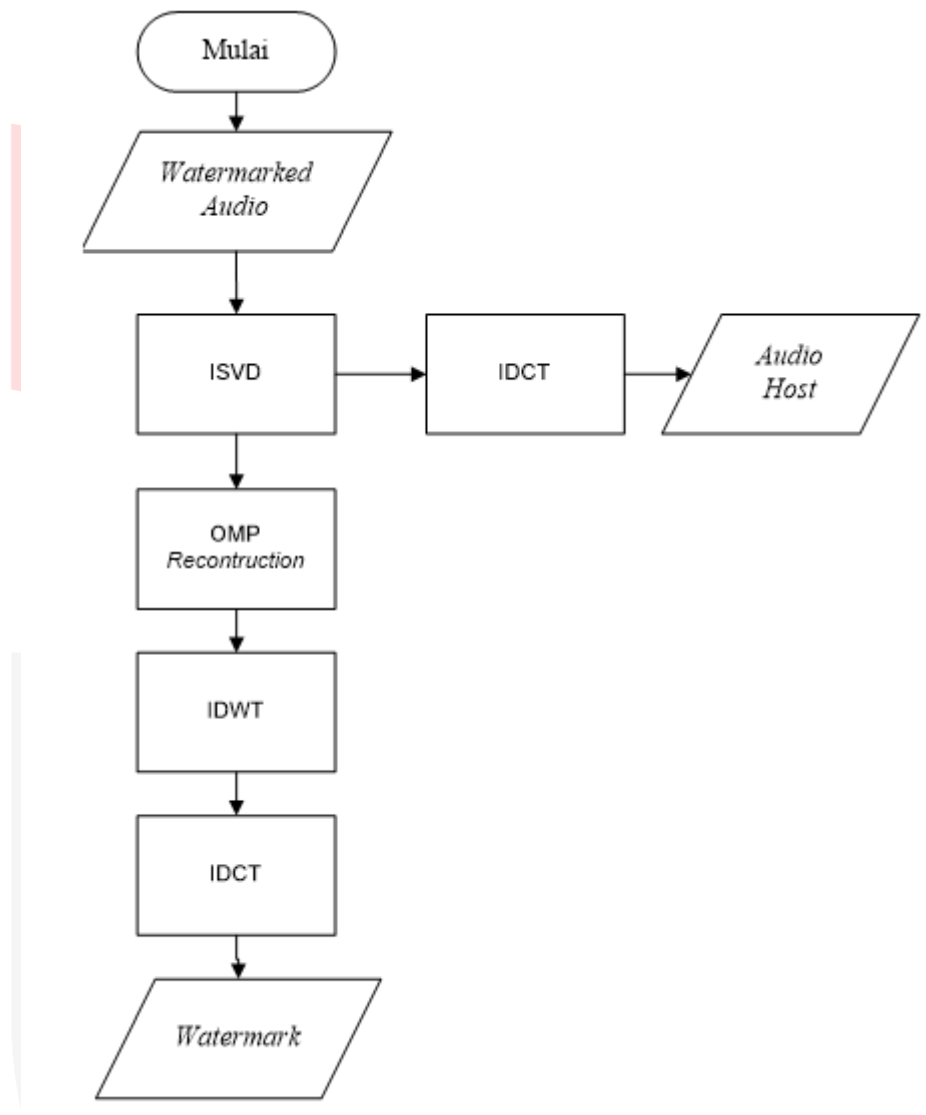 Mulai
Watermarked
Audio
ISVD
IDCT
Audio
Host
OMP
Recontruction
IDWT
IDCT
Watermark